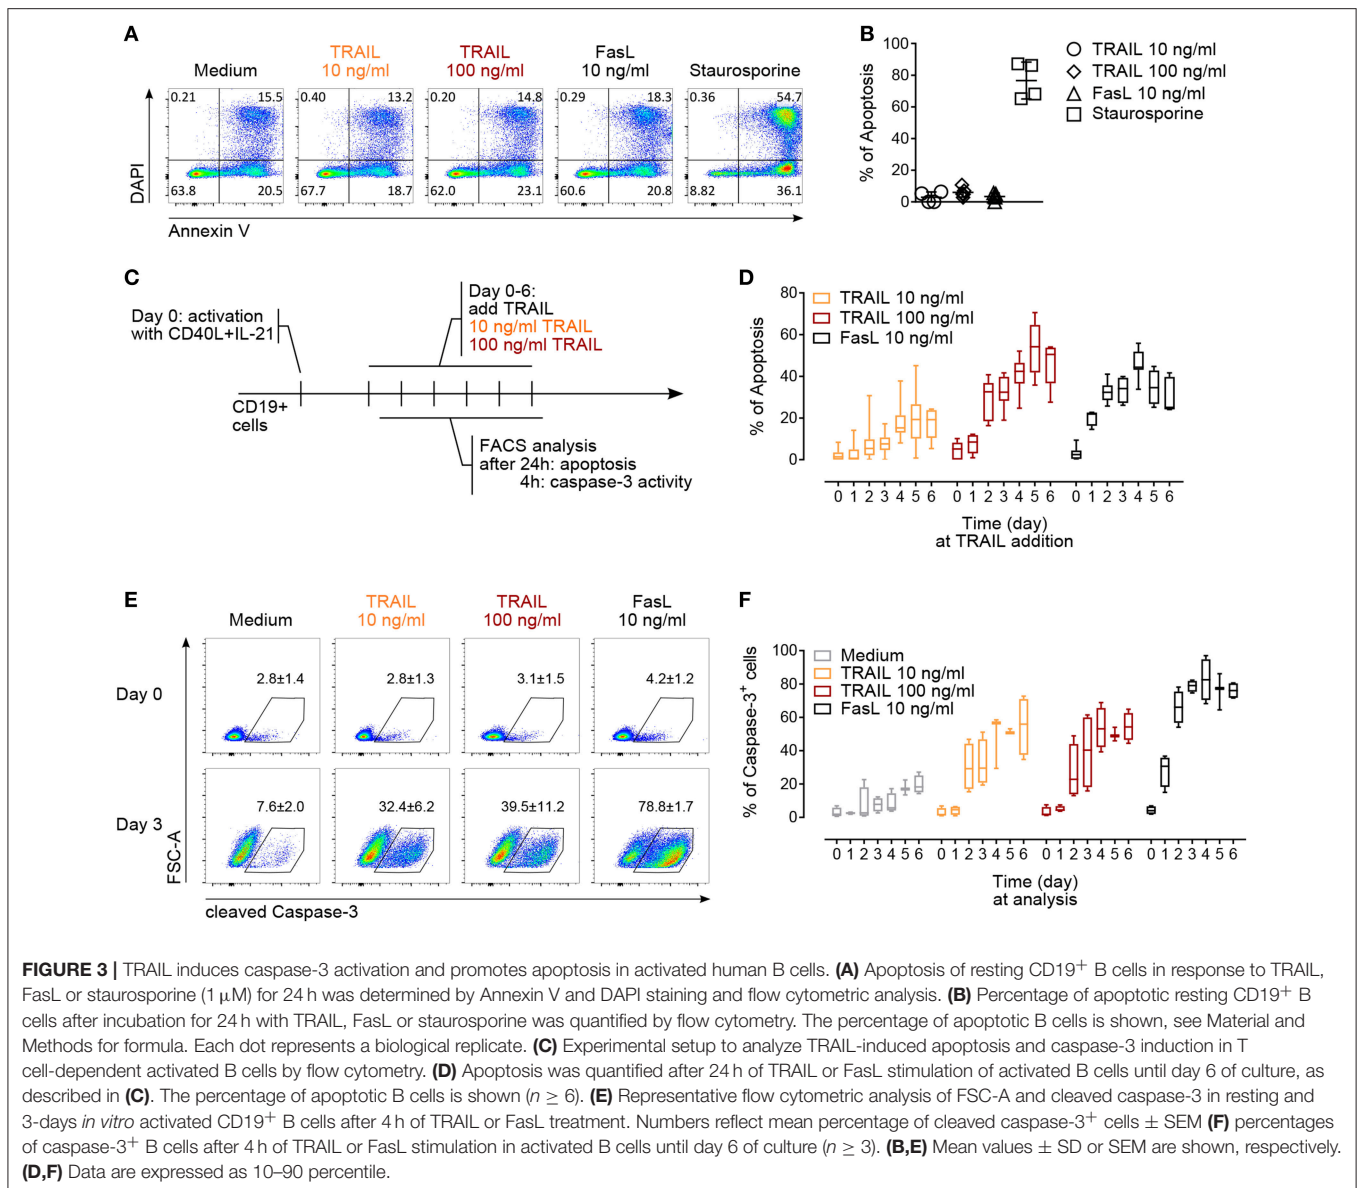 A
Medium
TRAIL
10 ng/ml
TRAIL
100 ng/ml
FasL
10 ng/ml
Staurosporine
0.21 15.5
63.8 20.5
0.40 13.2
67.7 18.7
0.20 14.8
62.0 23.1
0.29 18.3
60.6 20.8
0.36 54.7
8.82 36.1
DAPI
Annexin V
B
% of Apoptosis
100
80
60
40
20
0
TRAIL 10 ng/ml
TRAIL 100 ng/ml
FasL 10 ng/ml
Staurosporine
C
Day 0: activation
with CD40L+IL-21
Day 0-6:
add TRAIL
10 ng/ml TRAIL
100 ng/ml TRAIL
CD19+
cells
FACS analysis
after 24h: apoptosis
4h: caspase-3 activity
D
% of Apoptosis
80
60
40
20
0
TRAIL 10 ng/ml
TRAIL 100 ng/ml
FasL 10 ng/ml
0 1 2 3 4 5 6 0 1 2 3 4 5 6 0 1 2 3 4 5 6
Time (day)
at TRAIL addition
E
Medium
TRAIL
10 ng/ml
TRAIL
100 ng/ml
FasL
10 ng/ml
Day 0
2.8±1.4
2.8±1.3
3.1±1.5
4.2±1.2
Day 3
7.6±2.0
32.4±6.2
39.5±11.2
78.8±1.7
FSC-A
cleaved Caspase-3
F
% of Caspase-3+ cells
100
80
60
40
20
0
Medium
TRAIL 10 ng/ml
TRAIL 100 ng/ml
FasL 10 ng/ml
0 1 2 3 4 5 6 0 1 2 3 4 5 6 0 1 2 3 4 5 6 0 1 2 3 4 5 6
Time (day)
at analysis
FIGURE 3 | TRAIL induces caspase-3 activation and promotes apoptosis in activated human B cells. (A) Apoptosis of resting CD19+ B cells in response to TRAIL,
FasL or staurosporine (1 µM) for 24 h was determined by Annexin V and DAPI staining and flow cytometric analysis. (B) Percentage of apoptotic resting CD19+ B
cells after incubation for 24 h with TRAIL, FasL or staurosporine was quantified by flow cytometry. The percentage of apoptotic B cells is shown, see Material and
Methods for formula. Each dot represents a biological replicate. (C) Experimental setup to analyze TRAIL-induced apoptosis and caspase-3 induction in T
cell-dependent activated B cells by flow cytometry. (D) Apoptosis was quantified after 24 h of TRAIL or FasL stimulation of activated B cells until day 6 of culture, as
described in (C). The percentage of apoptotic B cells is shown (n ≥ 6). (E) Representative flow cytometric analysis of FSC-A and cleaved caspase-3 in resting and
3-days in vitro activated CD19+ B cells after 4 h of TRAIL or FasL treatment. Numbers reflect mean percentage of cleaved caspase-3+ cells ± SEM (F) percentages
of caspase-3+ B cells after 4 h of TRAIL or FasL stimulation in activated B cells until day 6 of culture (n ≥ 3). (B,E) Mean values ± SD or SEM are shown, respectively.
(D,F) Data are expressed as 10–90 percentile.